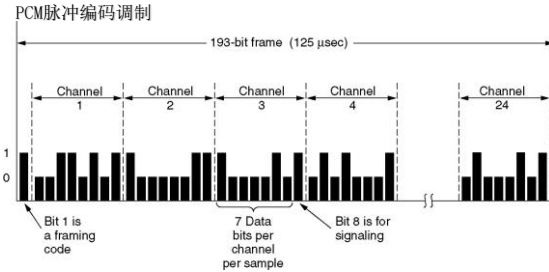 PCM脉冲编码调制
193-bit frame (125 μsec)
Channel
1
Channel
2
Channel
3
Channel
4
Channel
24
1
0
Bit 1 is
a framing
code
7 Data
bits per
channel
per sample
Bit 8 is for
signaling